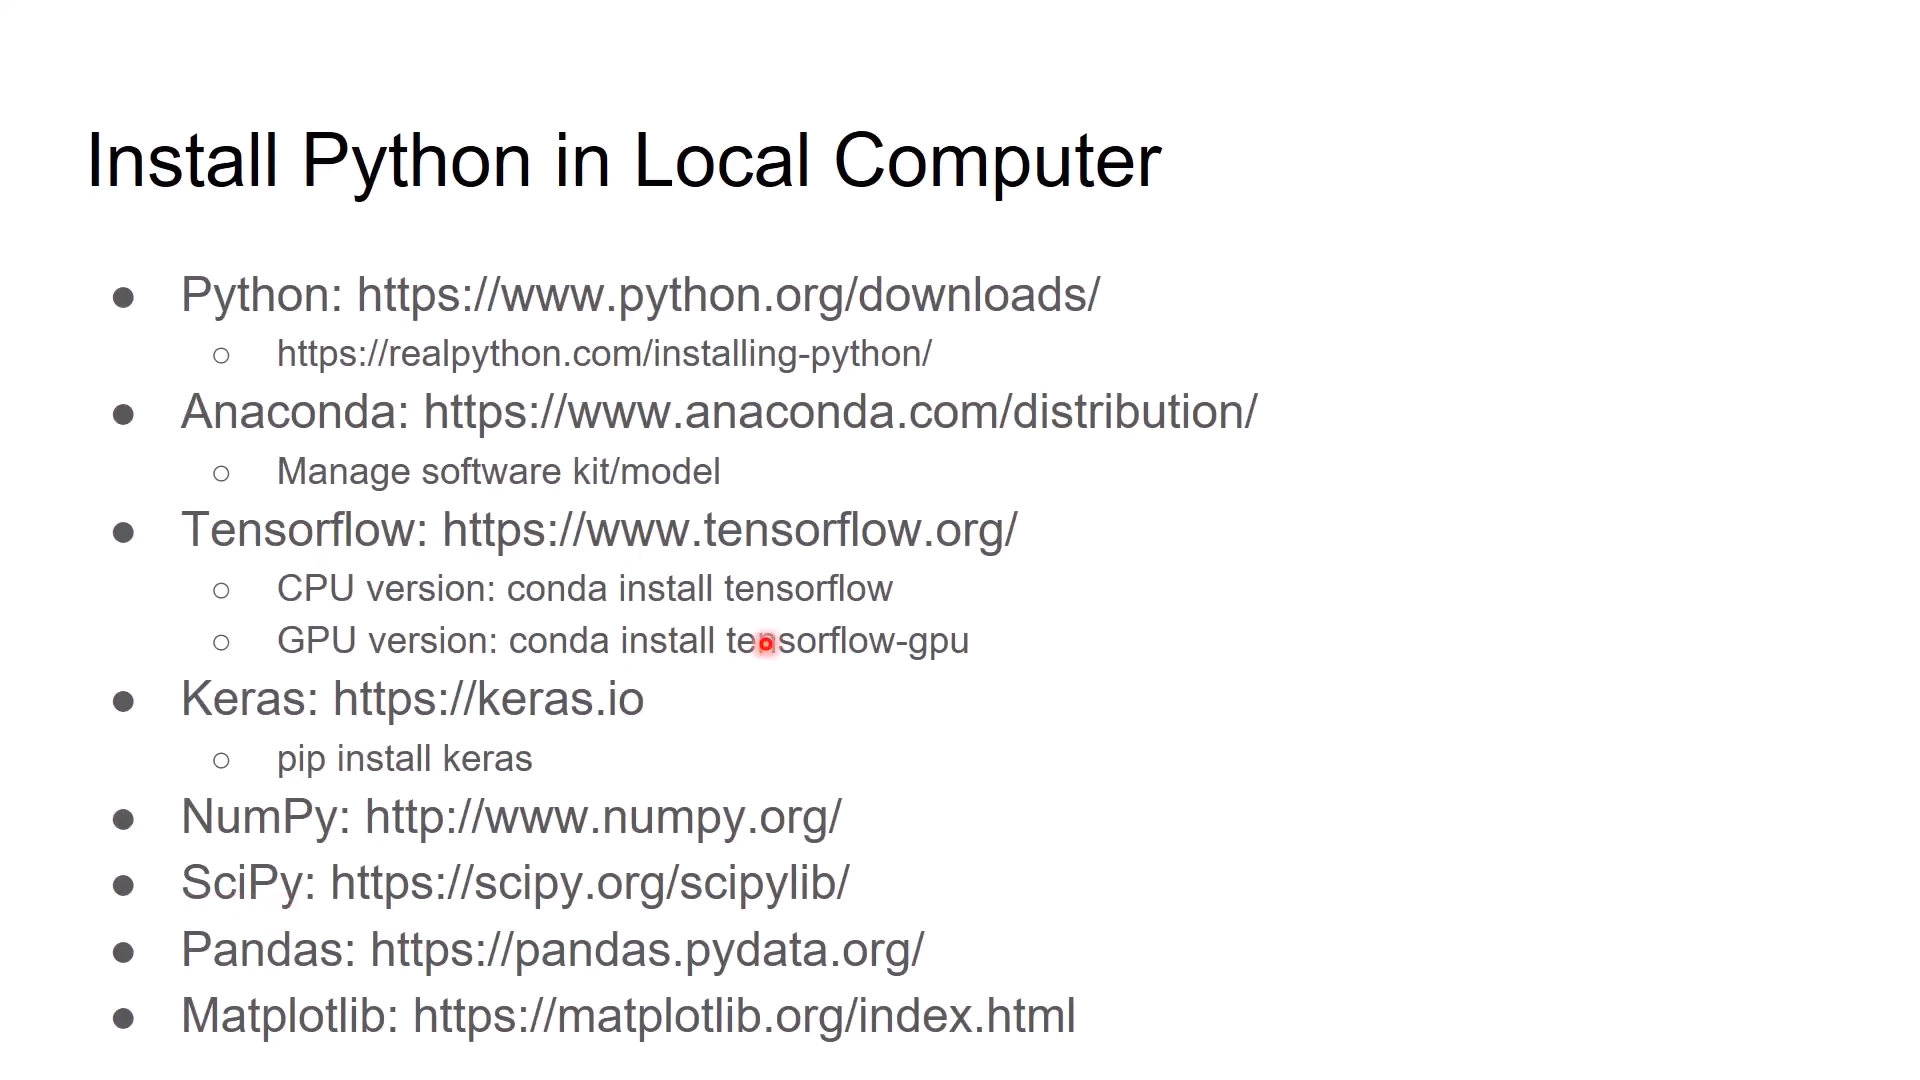 Install Python in Local Computer
● Python: https://www.python.org/downloads/
○ https://realpython.com/installing-python/
● Anaconda: https://www.anaconda.com/distribution/
○ Manage software kit/model
● Tensorflow: https://www.tensorflow.org/
○ CPU version: conda install tensorflow
○ GPU version: conda install tensorflow-gpu
● Keras: https://keras.io
○ pip install keras
● NumPy: http://www.numpy.org/
● SciPy: https://scipy.org/scipylib/
● Pandas: https://pandas.pydata.org/
● Matplotlib: https://matplotlib.org/index.html